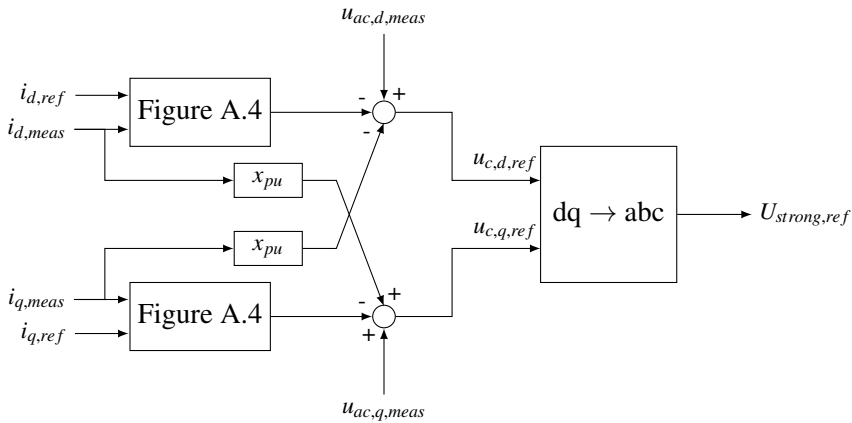 u_{ac,d,meas}
i_{d,ref}
Figure A.4
- +
i_{d,meas}
-
x_{pu}
u_{c,d,ref}
dq → abc
U_{strong,ref}
x_{pu}
u_{c,q,ref}
i_{q,meas}
Figure A.4
- +
+
i_{q,ref}
u_{ac,q,meas}